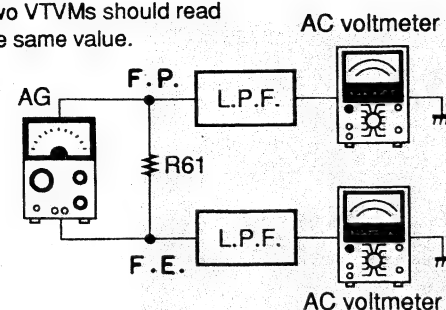 wo VTVMs should read
e same value.
AC voltmeter
F.P.
AG
L.P.F.
R61
L.P.F.
F.E.
AC voltmeter